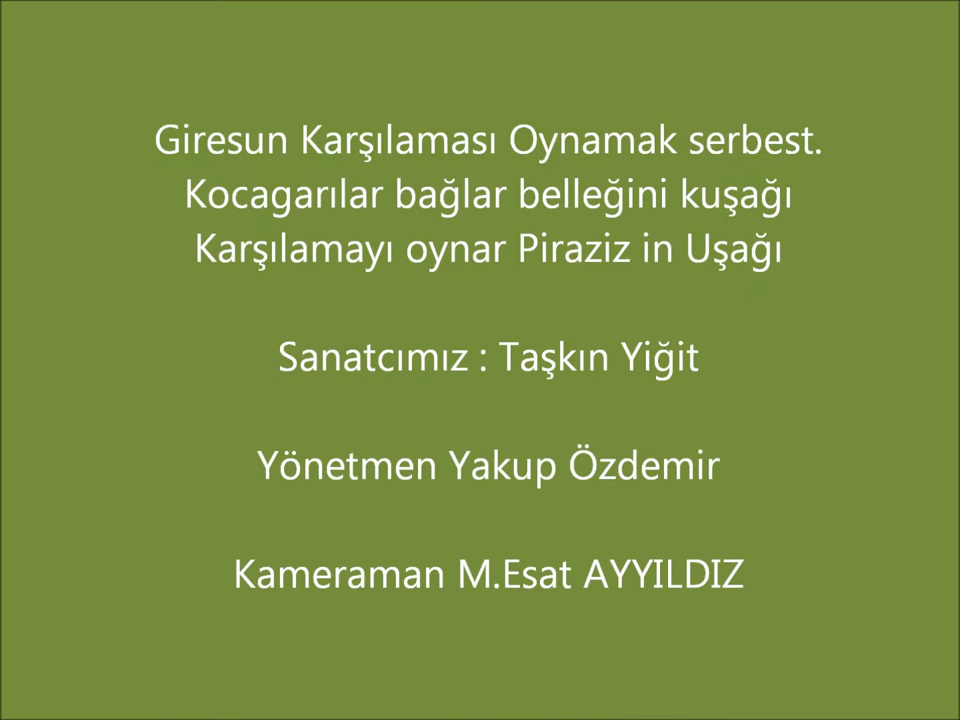 Giresun Karşılaması Oynamak serbest.
Kocagarılar bağlar belleğini kuşağı
Karşılamayı oynar Piraziz in Uşağı
Sanatcımız : Taşkın Yiğit
Yönetmen Yakup Özdemir
Kameraman M.Esat AYYILDIZ